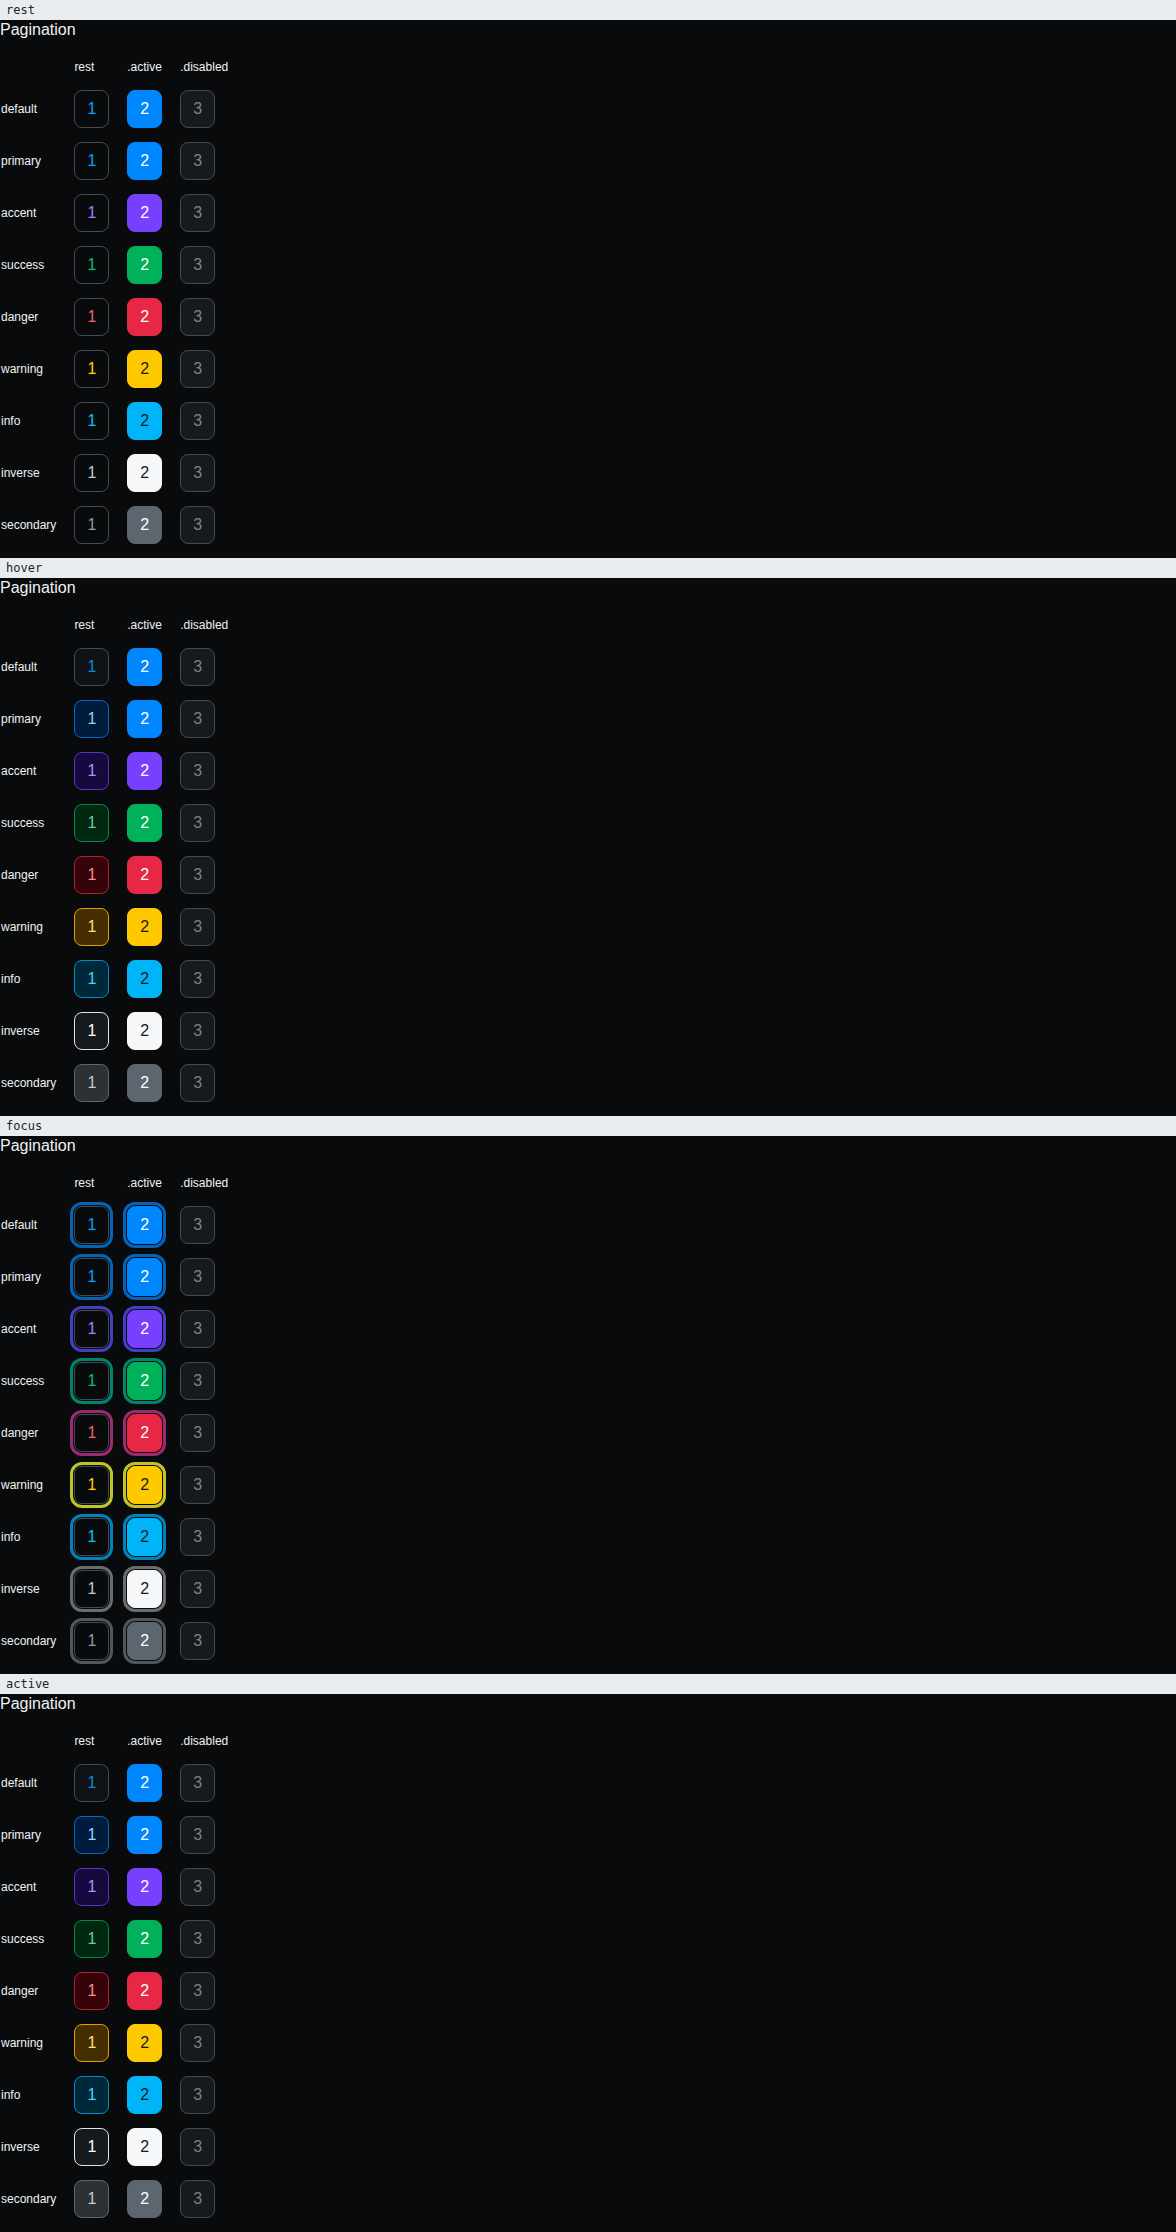 rest
Pagination
rest .active .disabled
default 1 2 3
primary 1 2 3
accent 1 2 3
success 1 2 3
danger 1 2 3
warning 1 2 3
info 1 2 3
inverse 1 2 3
secondary 1 2 3
hover
Pagination
rest .active .disabled
default 1 2 3
primary 1 2 3
accent 1 2 3
success 1 2 3
danger 1 2 3
warning 1 2 3
info 1 2 3
inverse 1 2 3
secondary 1 2 3
focus
Pagination
rest .active .disabled
default 1 2 3
primary 1 2 3
accent 1 2 3
success 1 2 3
danger 1 2 3
warning 1 2 3
info 1 2 3
inverse 1 2 3
secondary 1 2 3
active
Pagination
rest .active .disabled
default 1 2 3
primary 1 2 3
accent 1 2 3
success 1 2 3
danger 1 2 3
warning 1 2 3
info 1 2 3
inverse 1 2 3
secondary 1 2 3